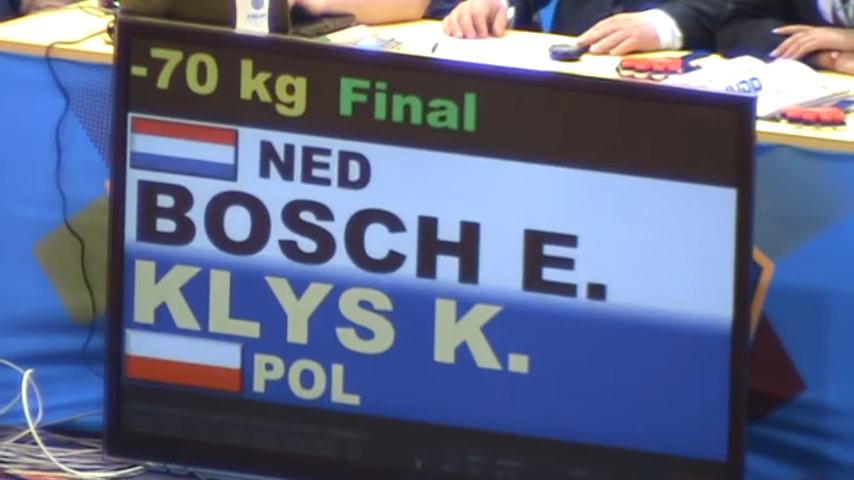 -70 kg Final
NED
BOSCH E.
KLYS K.
POL